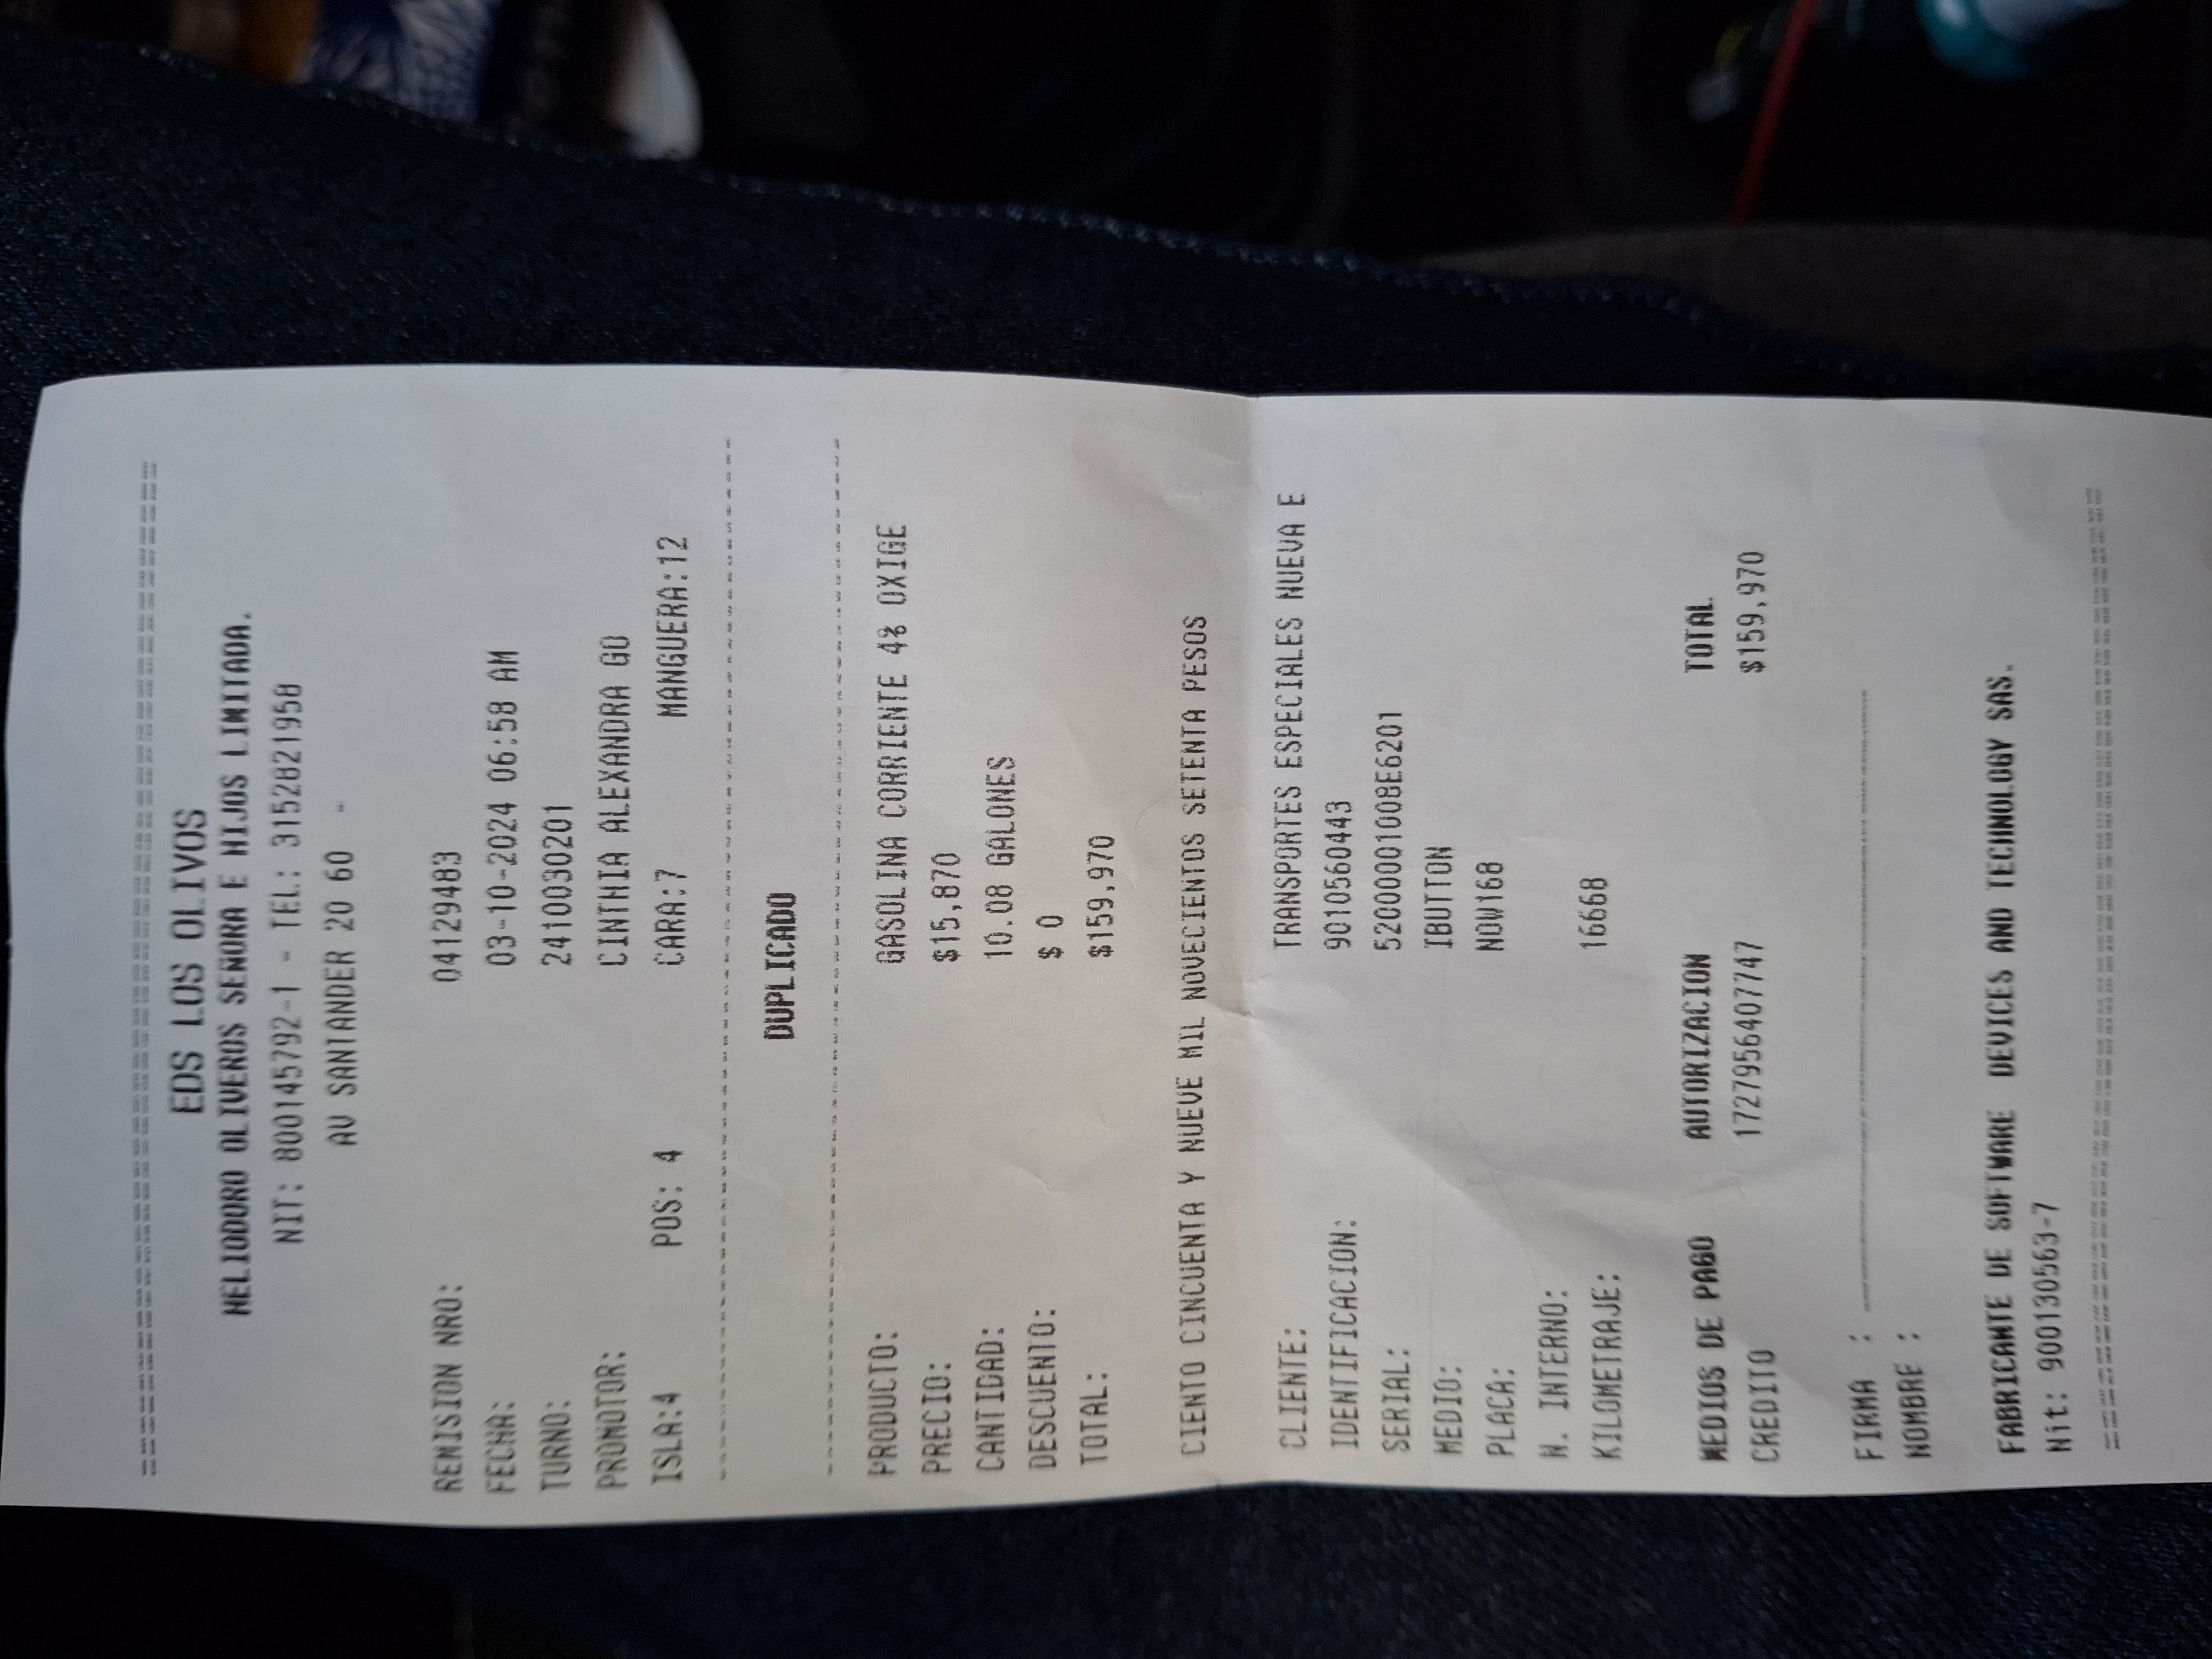 EDS LOS OLIVOS
HELIODORO OLIVEROS SEÑORA E HIJOS LIMITADA.
NIT: 800145792-1 - TEL: 3152821958
AV SANTANDER 20 60 -
REMISION NRO: 04129483
FECHA: 03-10-2024 06:58 AM
TURNO: 2410030201
PROMOTOR: CINTHIA ALEXANDRA GO
ISLA:4 POS: 4 CARA:7 MANGUERA:12
DUPLICADO
PRODUCTO: GASOLINA CORRIENTE 4% OXIGE
PRECIO: $15,870
CANTIDAD: 10.08 GALONES
DESCUENTO: $ 0
TOTAL: $159,970
CIENTO CINCUENTA Y NUEVE MIL NOVECIENTOS SETENTA PESOS
CLIENTE: TRANSPORTES ESPECIALES NUEVA E
IDENTIFICACION: 9010560443
SERIAL: 52000001008E6201
MEDIO: IBUTTON
PLACA: NOW168
N. INTERNO:
KILOMETRAJE: 16668
MEDIOS DE PAGO AUTORIZACION TOTAL
CREDITO 1727956407747 $159,970
FIRMA :
NOMBRE :
FABRICANTE DE SOFTWARE DEVICES AND TECHNOLOGY SAS.
Nit: 900130563-7